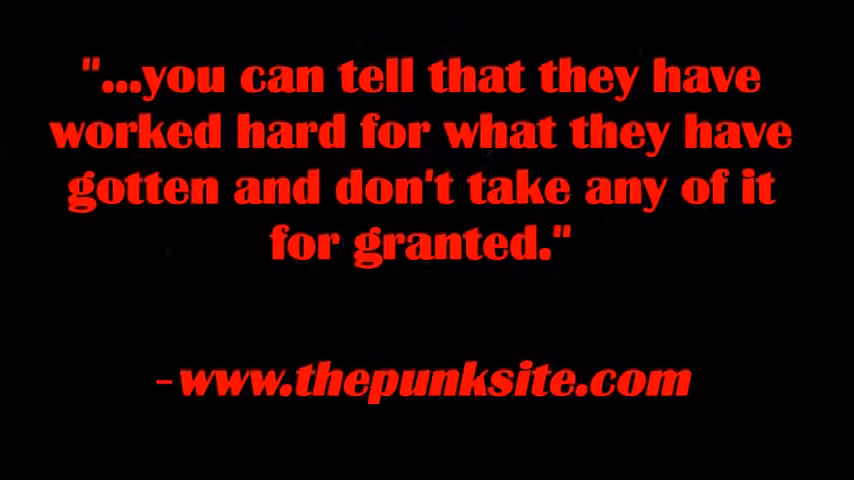 "...you can tell that they have
worked hard for what they have
gotten and don't take any of it
for granted."
-www.thepunksite.com